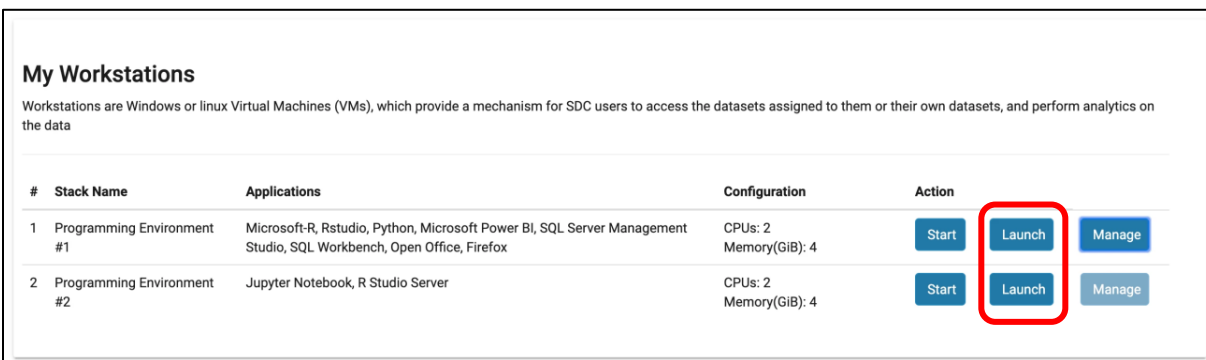 My Workstations
Workstations are Windows or linux Virtual Machines (VMs), which provide a mechanism for SDC users to access the datasets assigned to them or their own datasets, and perform analytics on
the data
# Stack Name Applications Configuration Action
1 Programming Environment Microsoft-R, Rstudio, Python, Microsoft Power BI, SQL Server Management CPUs: 2 Start Launch Manage
#1 Studio, SQL Workbench, Open Office, Firefox Memory(GiB): 4
2 Programming Environment Jupyter Notebook, R Studio Server CPUs: 2 Start Launch Manage
#2 Memory(GiB): 4